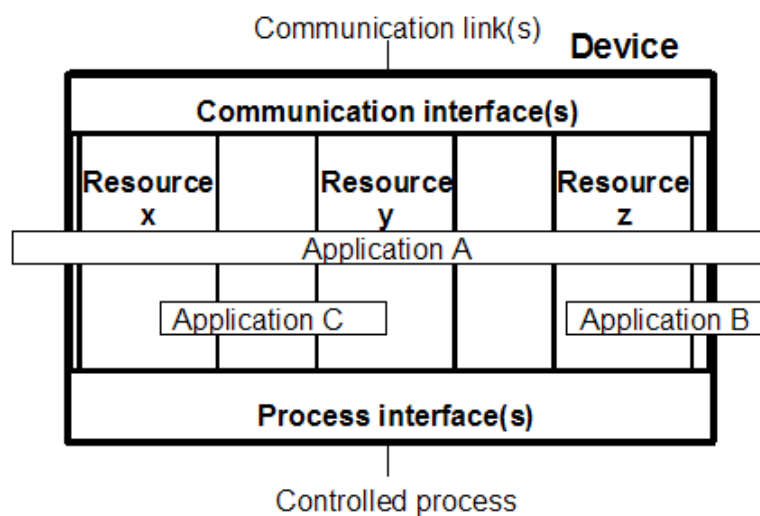 Communication link(s)
Device
Communication interface(s)
Resource
x
Resource
y
Resource
z
Application A
Application C
Application B
Process interface(s)
Controlled process